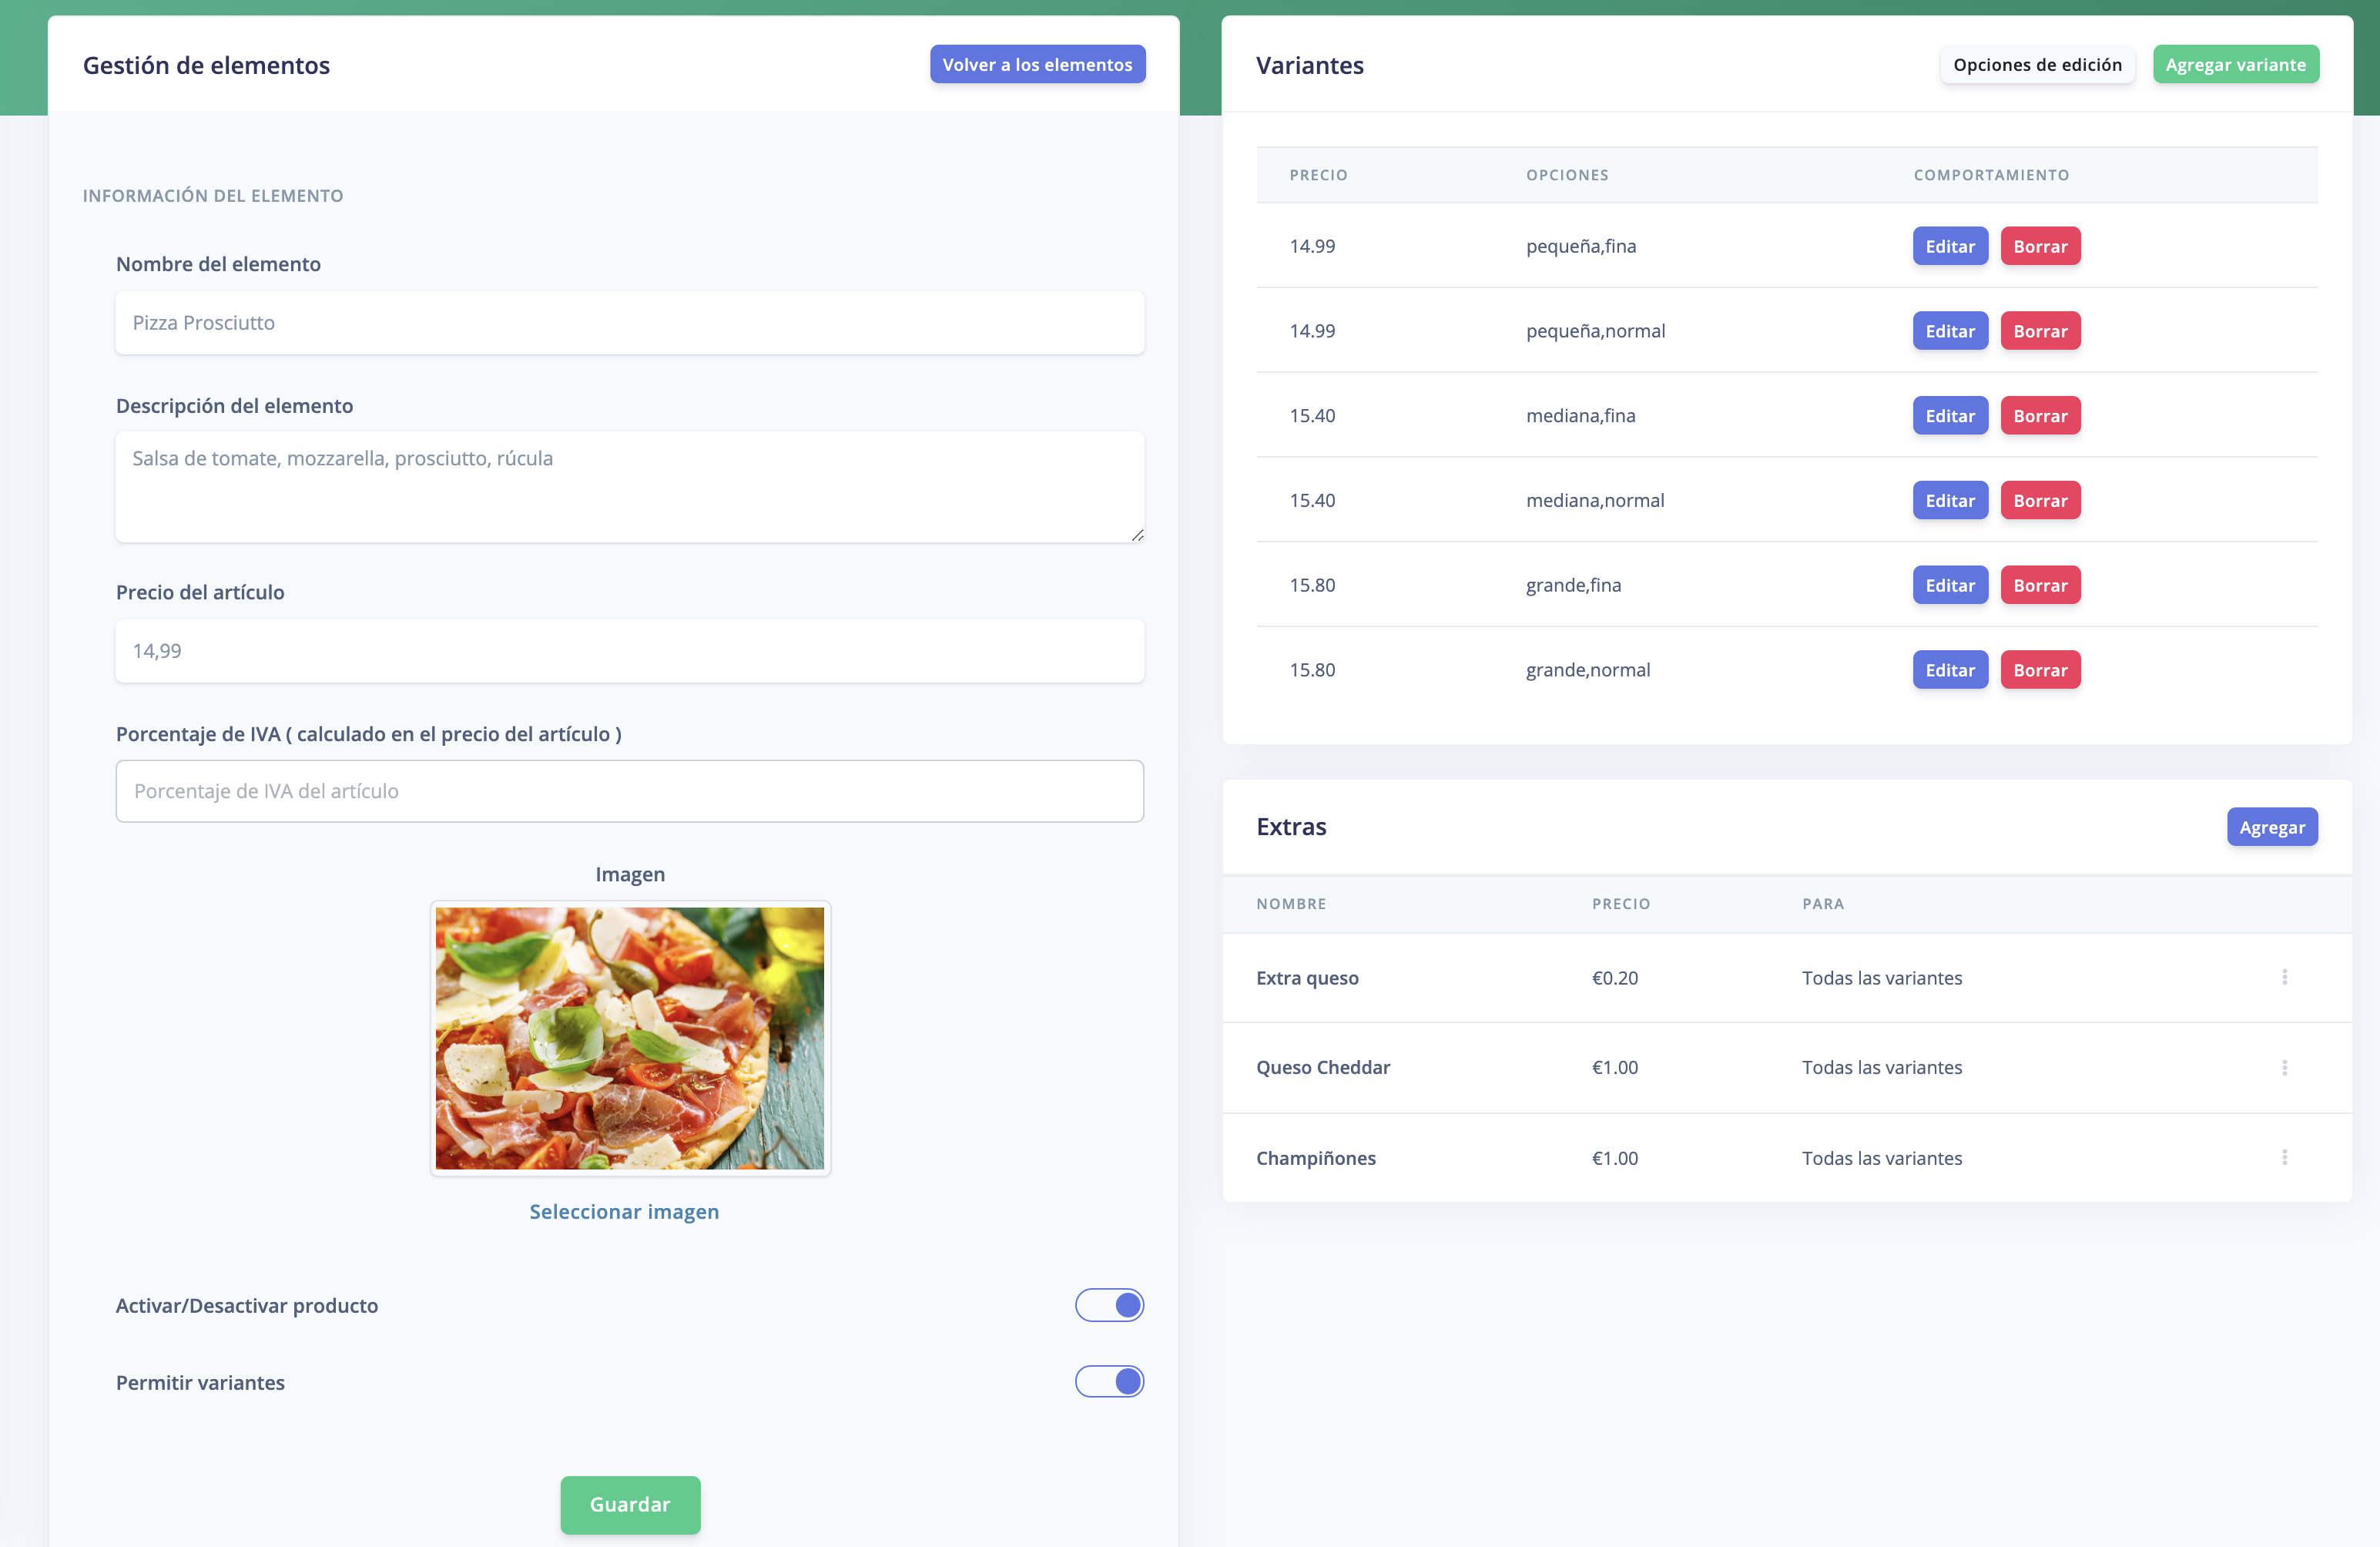 Gestión de elementos
Volver a los elementos
INFORMACIÓN DEL ELEMENTO
Nombre del elemento
Pizza Prosciutto
Descripción del elemento
Salsa de tomate, mozzarella, prosciutto, rúcula
Precio del artículo
14,99
Porcentaje de IVA ( calculado en el precio del artículo )
Porcentaje de IVA del artículo
Imagen
Seleccionar imagen
Activar/Desactivar producto
Permitir variantes
Guardar
Variantes
Opciones de edición
Agregar variante
PRECIO OPCIONES COMPORTAMIENTO
14.99 pequeña,fina Editar Borrar
14.99 pequeña,normal Editar Borrar
15.40 mediana,fina Editar Borrar
15.40 mediana,normal Editar Borrar
15.80 grande,fina Editar Borrar
15.80 grande,normal Editar Borrar
Extras
Agregar
NOMBRE PRECIO PARA
Extra queso €0.20 Todas las variantes
Queso Cheddar €1.00 Todas las variantes
Champiñones €1.00 Todas las variantes